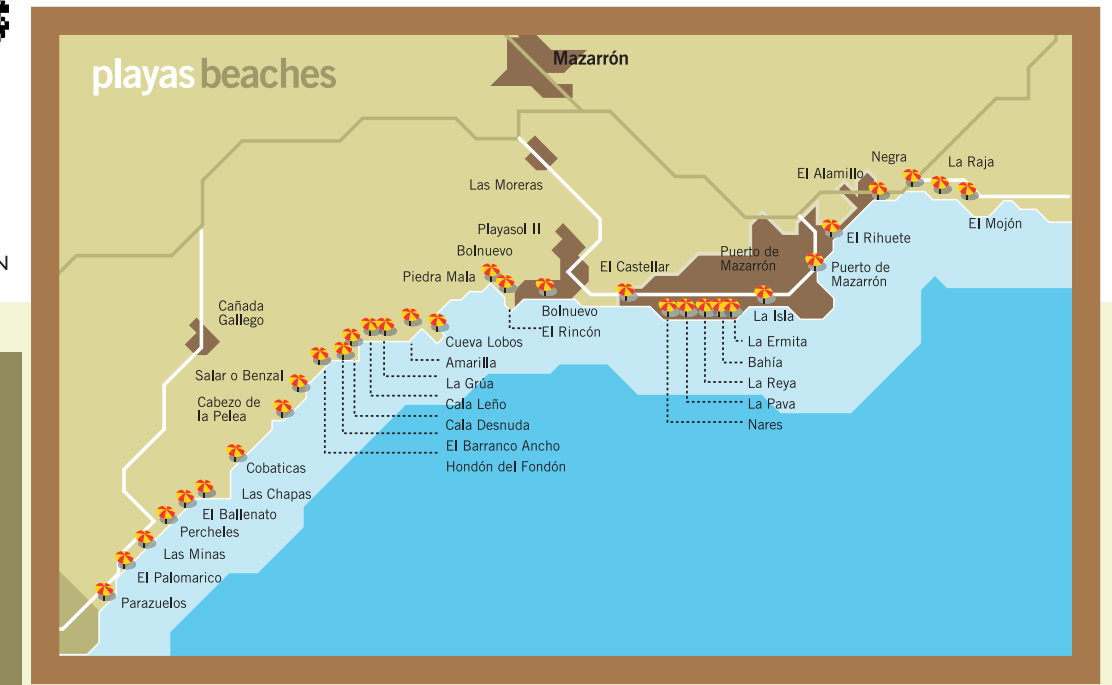 playas beaches
Mazarrón
Negra
La Raja
El Alamillo
Las Moreras
El Mojón
Playasol II
El Rihuete
Bolnuevo
Puerto de
Mazarrón
El Castellar
Puerto de
Mazarrón
Piedra Mala
N
Cañada
Gallego
Bolnuevo
La Isla
El Rincón
Cueva Lobos
La Ermita
Amarilla
Bahía
Salar o Benzal
La Grúa
La Reya
Cabezo de
la Pelea
Cala Leño
La Pava
Cala Desnuda
Nares
El Barranco Ancho
Hondón del Fondón
Cobaticas
Las Chapas
El Ballenato
Percheles
Las Minas
El Palomarico
Parazuelos